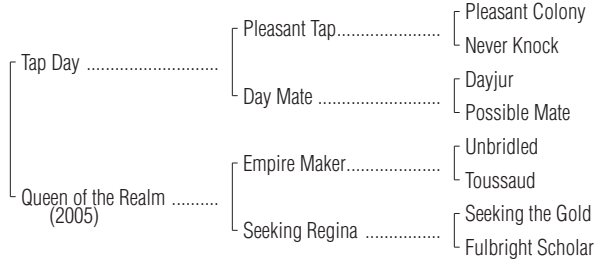 Pleasant Colony
Pleasant Tap....................
Never Knock
Tap Day ..........................
Dayjur
Day Mate ........................
Possible Mate
Unbridled
Empire Maker..................
Toussaud
Queen of the Realm .........
(2005)
Seeking the Gold
Seeking Regina ...............
Fulbright Scholar